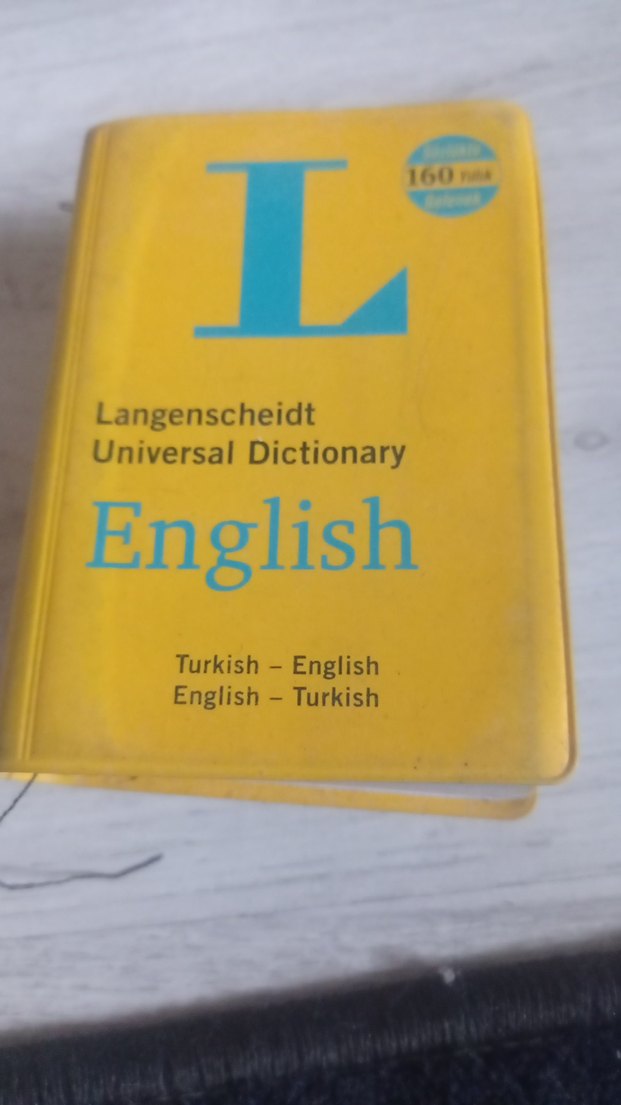 L
160
Langenscheidt
Universal Dictionary
English
Turkish – English
English – Turkish